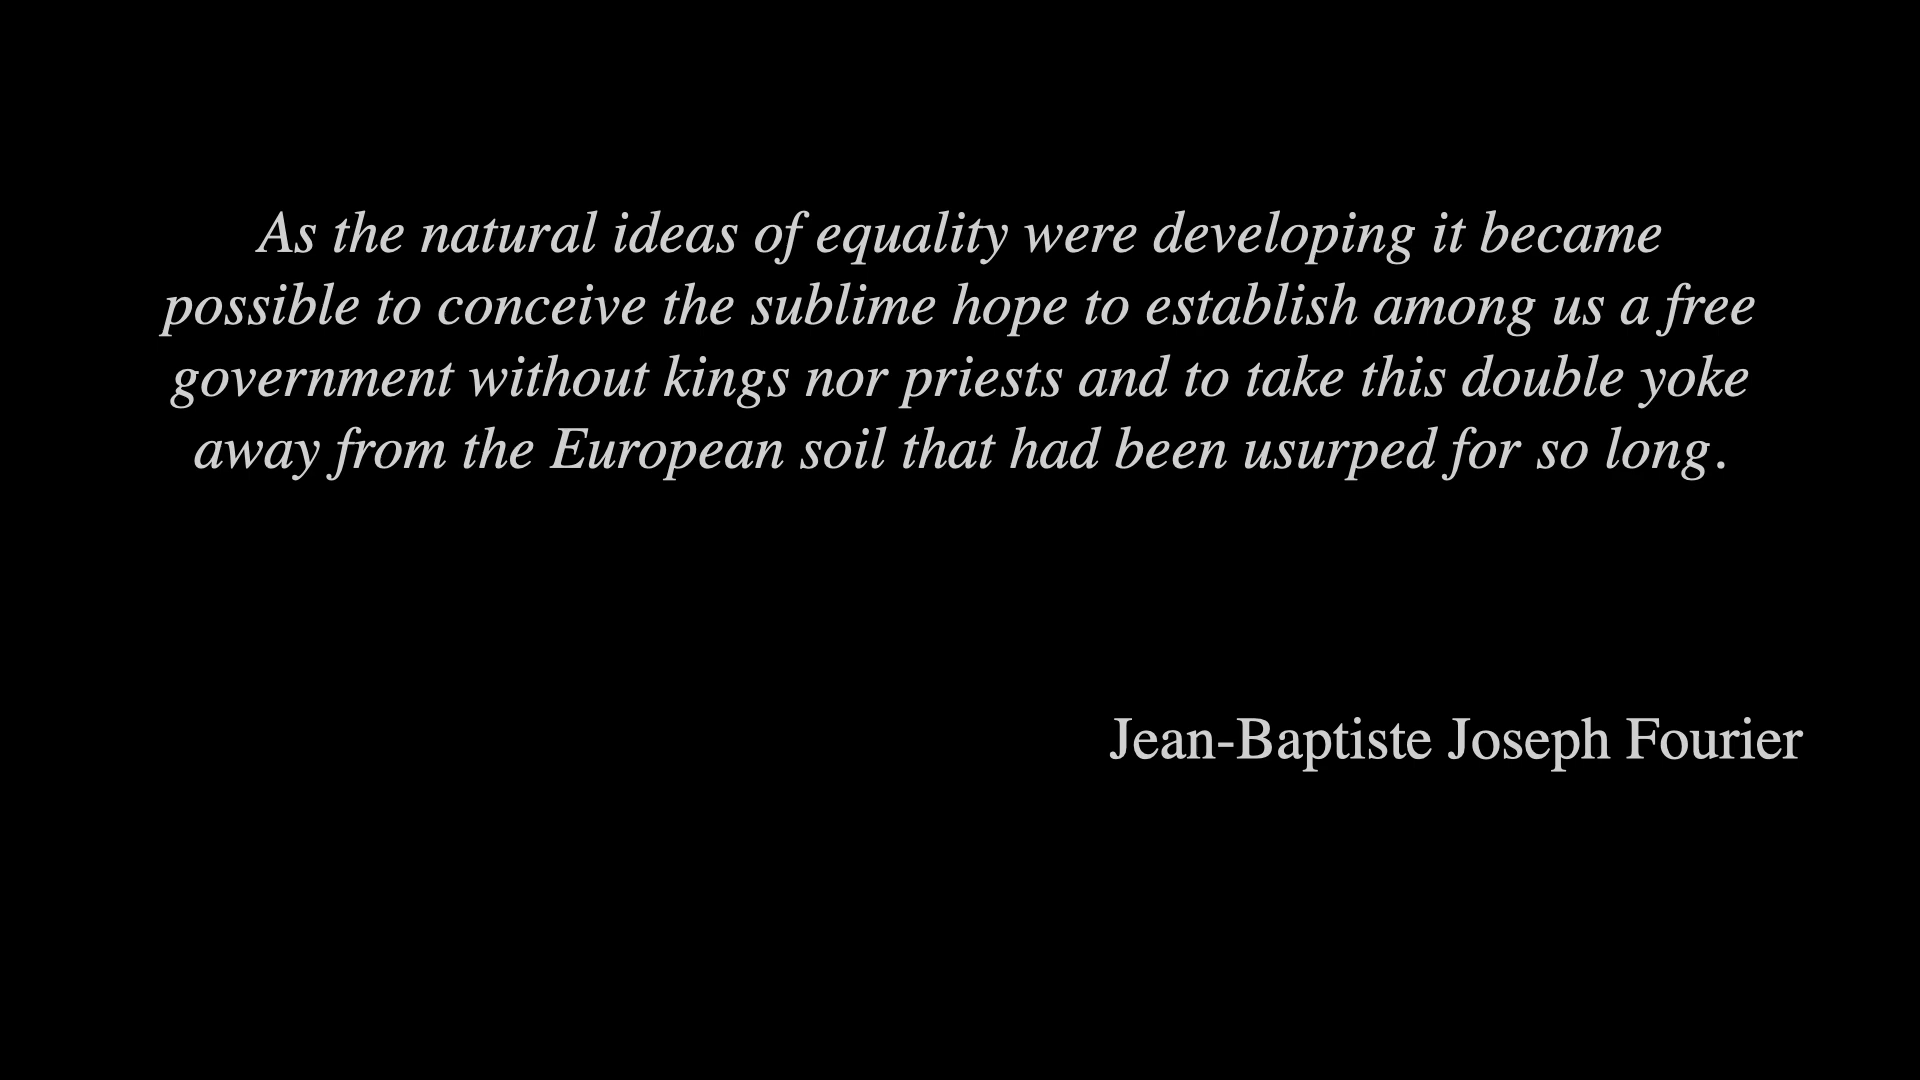 As the natural ideas of equality were developing it became
possible to conceive the sublime hope to establish among us a free
government without kings nor priests and to take this double yoke
away from the European soil that had been usurped for so long.
Jean-Baptiste Joseph Fourier